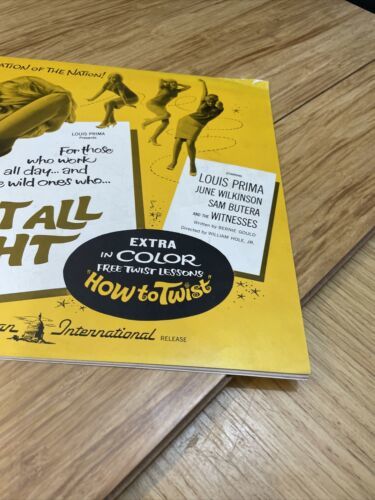 ATION OF THE NATION!
LOUIS PRIMA
Presents
For those
who work
all day... and
e wild ones who...
T ALL
HT
STARRING
LOUIS PRIMA
JUNE WILKINSON
SAM BUTERA
AND THE WITNESSES
Written by BERNIE GOULD
Directed by WILLIAM HOLE, JR.
EXTRA
IN COLOR
FREE TWIST LESSONS
"HOW to TWIST"
an International RELEASE